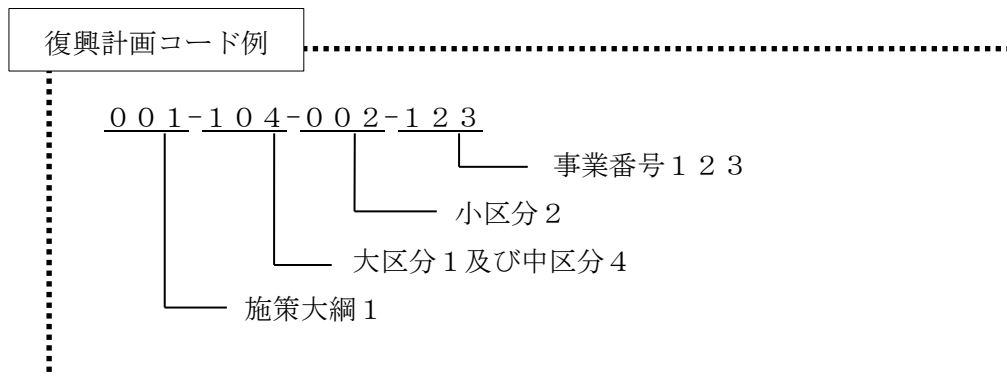 復興計画コード例
００１-１０４-００２-１２３
事業番号１２３
小区分２
大区分１及び中区分４
施策大綱１